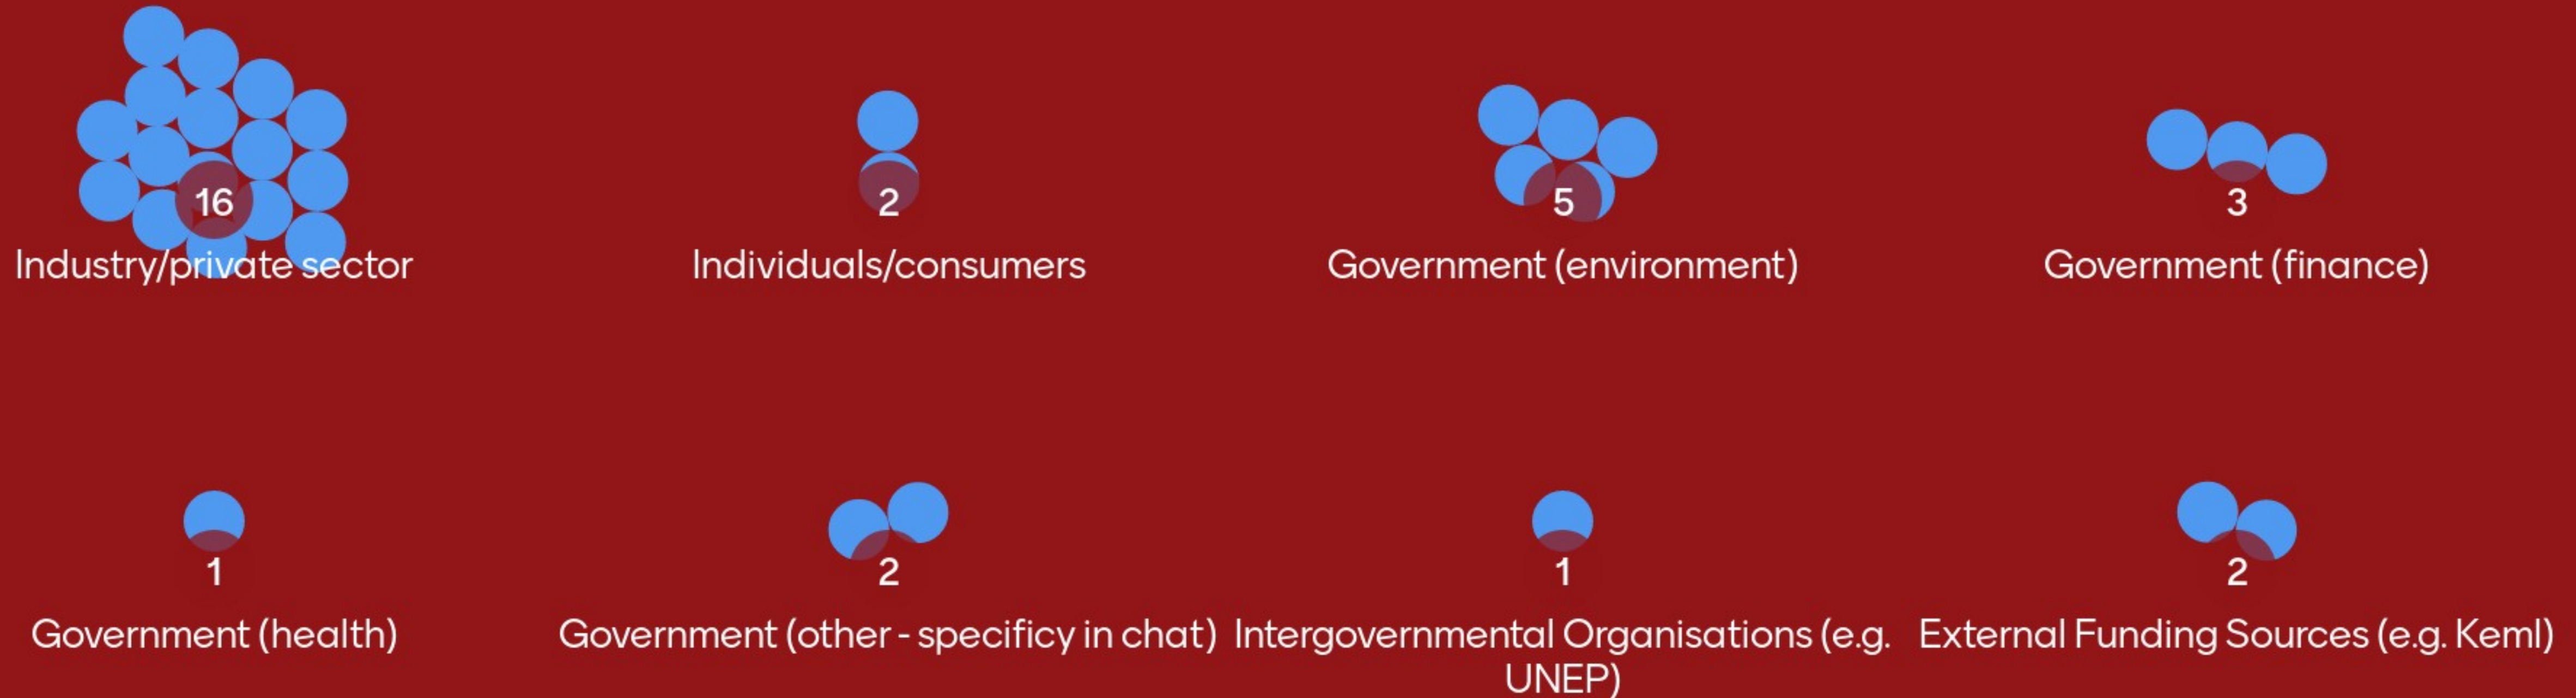 16
2
5
3
Industry/private sector
Individuals/consumers
Government (environment)
Government (finance)
1
2
1
2
Government (health)
Government (other - specificy in chat)
Intergovernmental Organisations (e.g.
UNEP)
External Funding Sources (e.g. KemI)